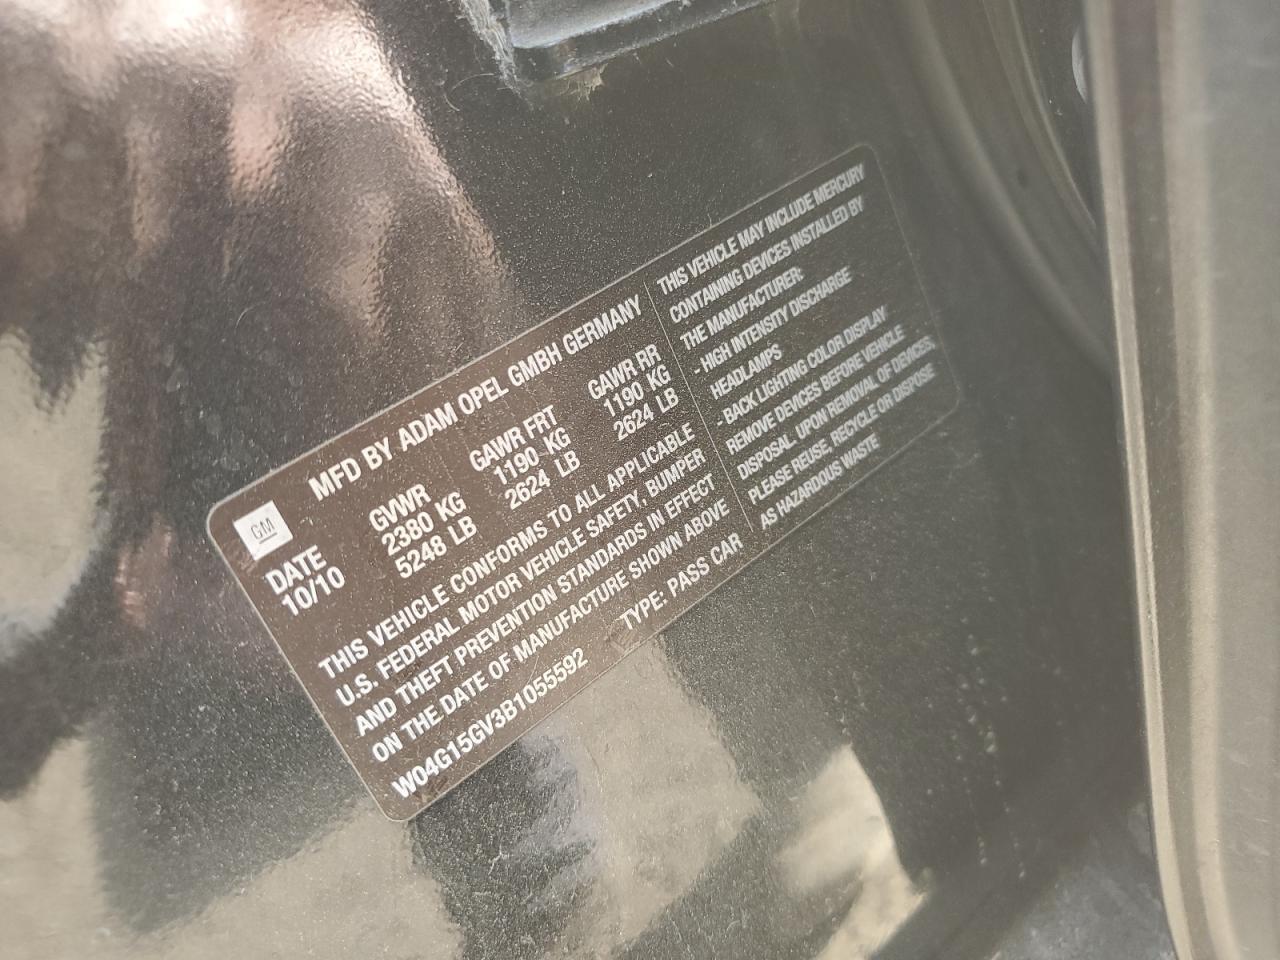 GM
MFD BY ADAM OPEL GMBH GERMANY
DATE GVWR GAWR FRT GAWR RR
10/10 2380 KG 1190 KG 1190 KG
5248 LB 2624 LB 2624 LB
THIS VEHICLE CONFORMS TO ALL APPLICABLE
U.S. FEDERAL MOTOR VEHICLE SAFETY, BUMPER
AND THEFT PREVENTION STANDARDS IN EFFECT
ON THE DATE OF MANUFACTURE SHOWN ABOVE
W04G15GV3B1055592 TYPE: PASS CAR
THIS VEHICLE MAY INCLUDE MERCURY
CONTAINING DEVICES INSTALLED BY
THE MANUFACTURER:
- HIGH INTENSITY DISCHARGE
HEADLAMPS
- BACK LIGHTING COLOR DISPLAY
REMOVE DEVICES BEFORE VEHICLE
DISPOSAL. UPON REMOVAL OF DEVICES,
PLEASE REUSE, RECYCLE OR DISPOSE
AS HAZARDOUS WASTE